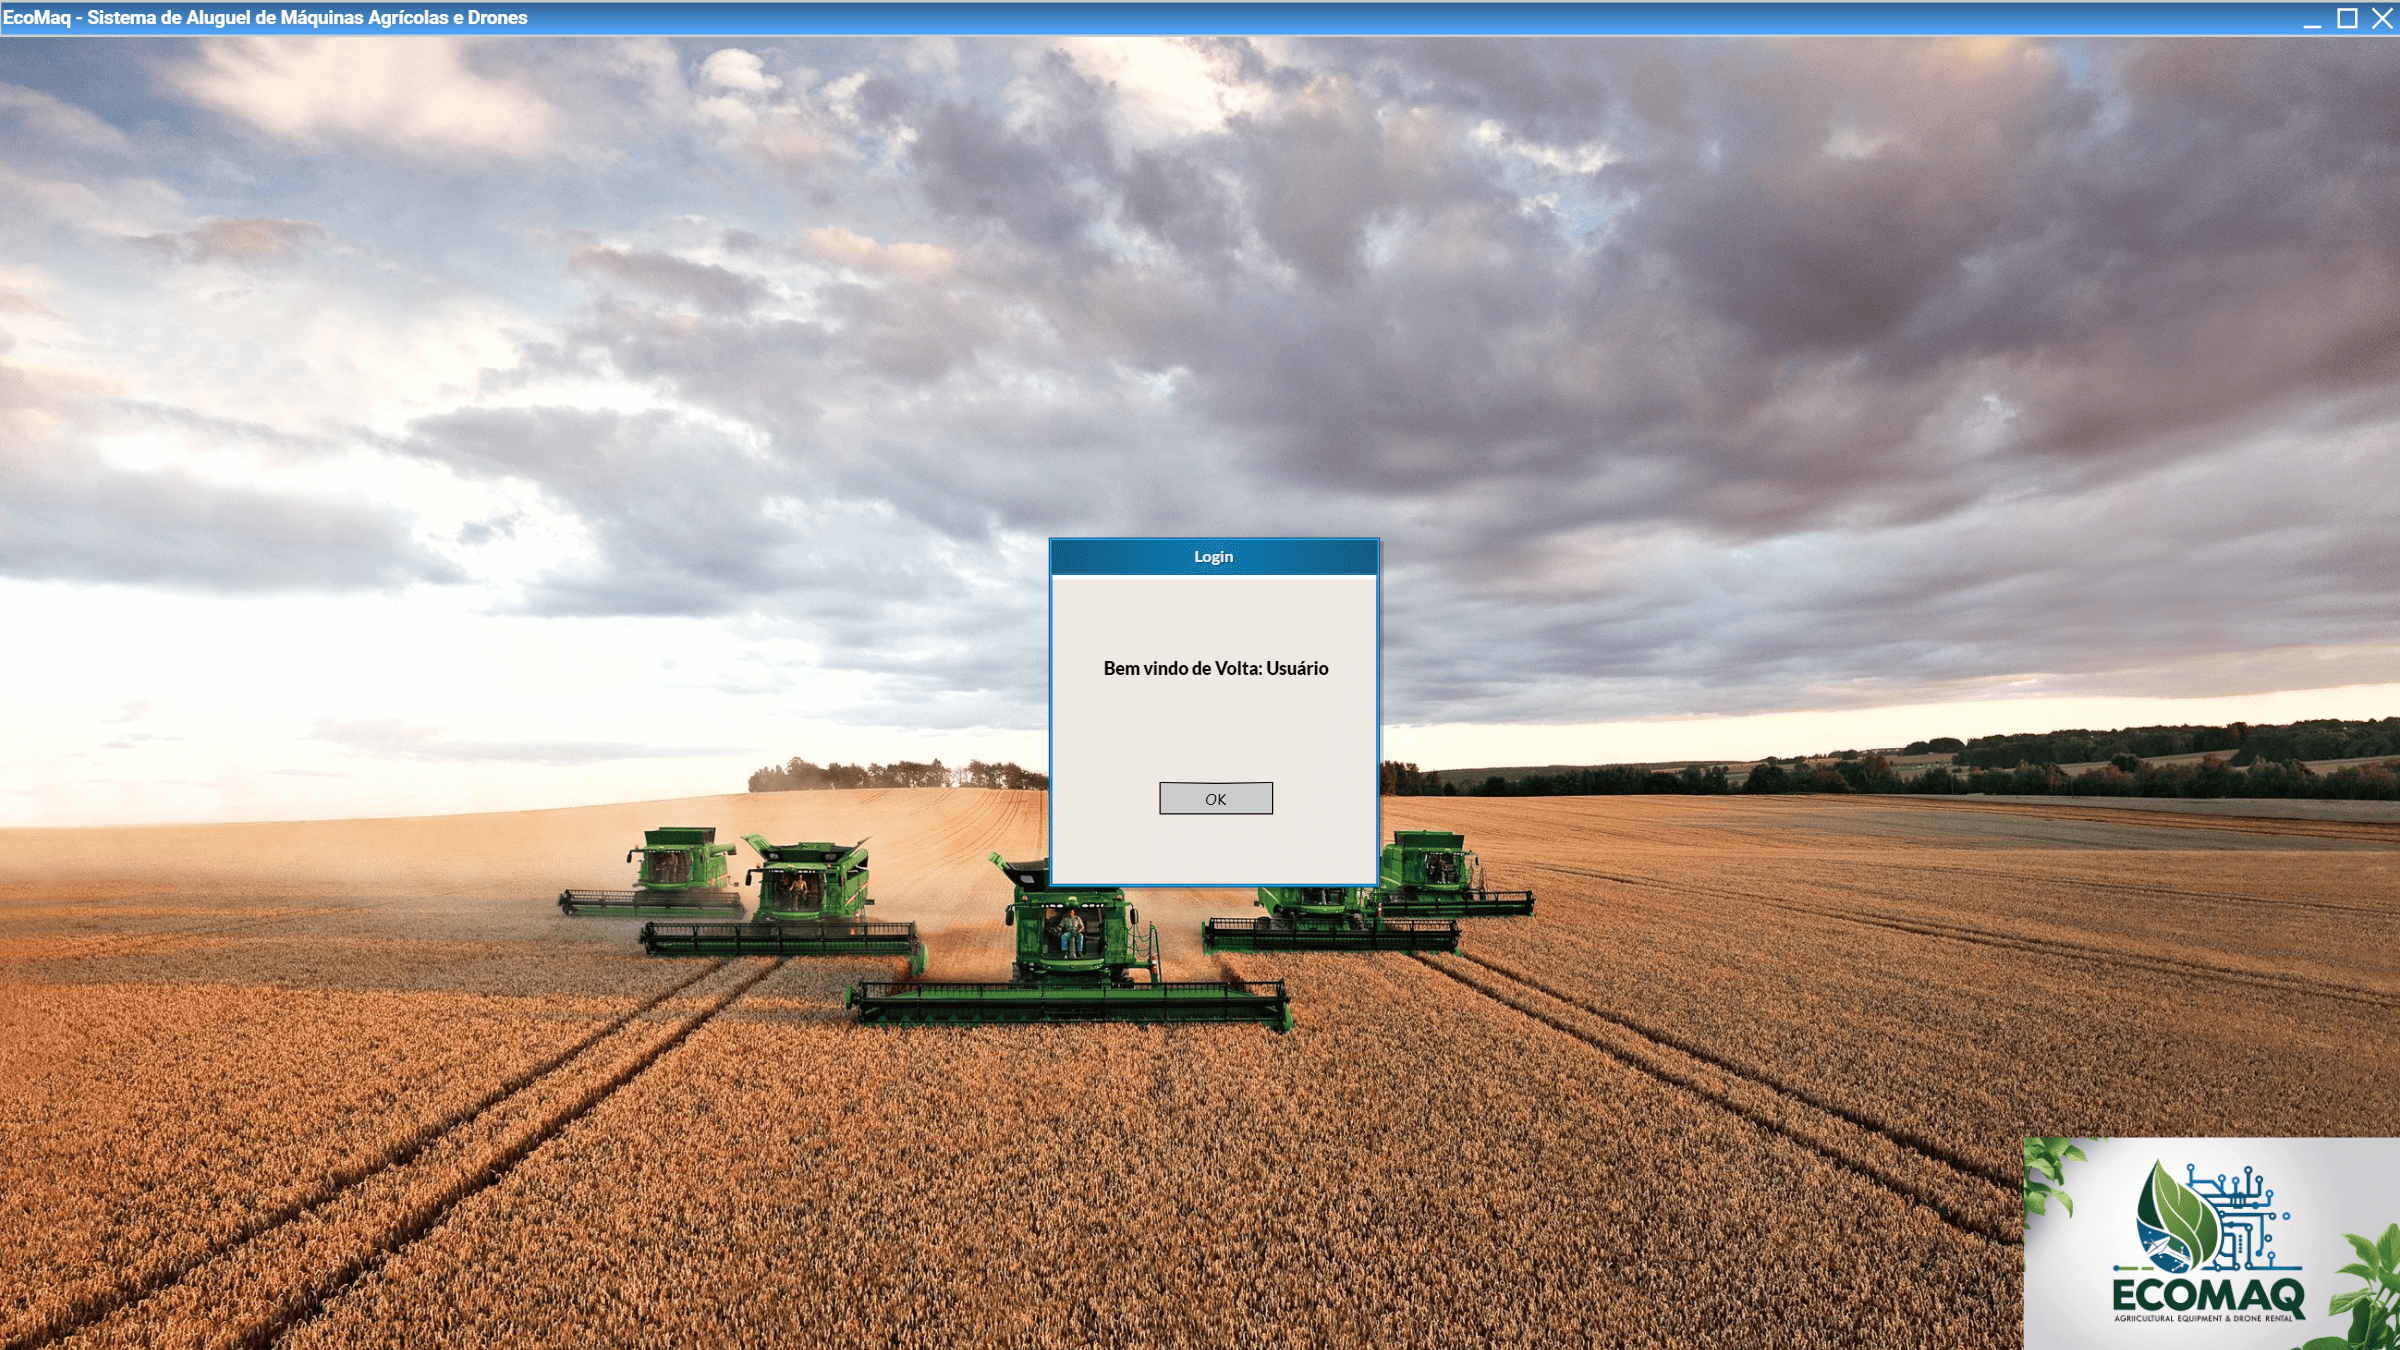 EcoMaq - Sistema de Aluguel de Máquinas Agrícolas e Drones
Login
Bem vindo de Volta: Usuário
OK
ECOMAQ
AGRIICULTURAL EQUIPMENT & DRONE RENTAL